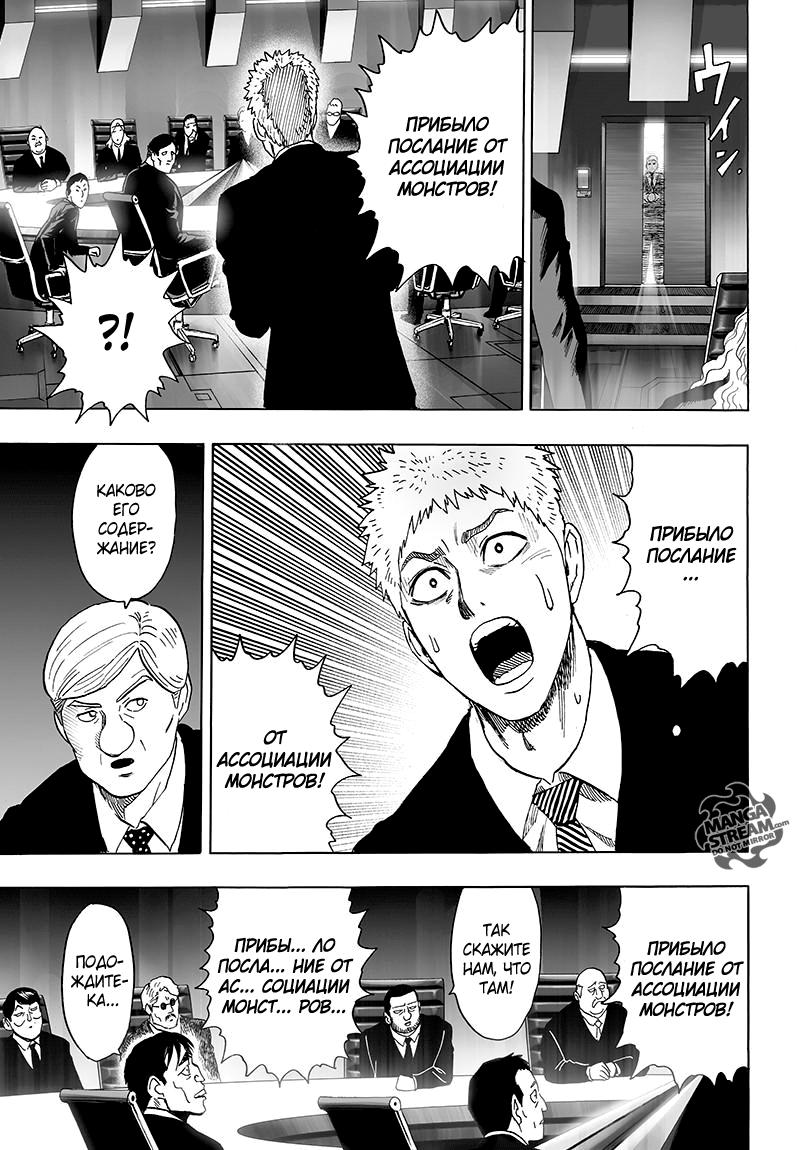 ウイーン
ПРИБЫЛО
ПОСЛАНИЕ ОТ
АССОЦИАЦИИ
МОНСТРОВ!
?!
ПРИБЫЛО
ПОСЛАНИЕ
...
ОТ
АССОЦИАЦИИ
МОНСТРОВ!
КАКОВО
ЕГО
СОДЕР-
ЖАНИЕ?
MANGA
STREAM.com
DO NOT MIRROR
ПРИБЫЛО
ПОСЛАНИЕ ОТ
АССОЦИАЦИИ
МОНСТРОВ!
ТАК
СКАЖИТЕ
НАМ, ЧТО
ТАМ!
ПРИБЫ... ЛО
ПОСЛА... НИЕ ОТ
АС... СОЦИАЦИИ
МОНСТ... РОВ...
ПОДО-
ЖДИТЕ-
КА...